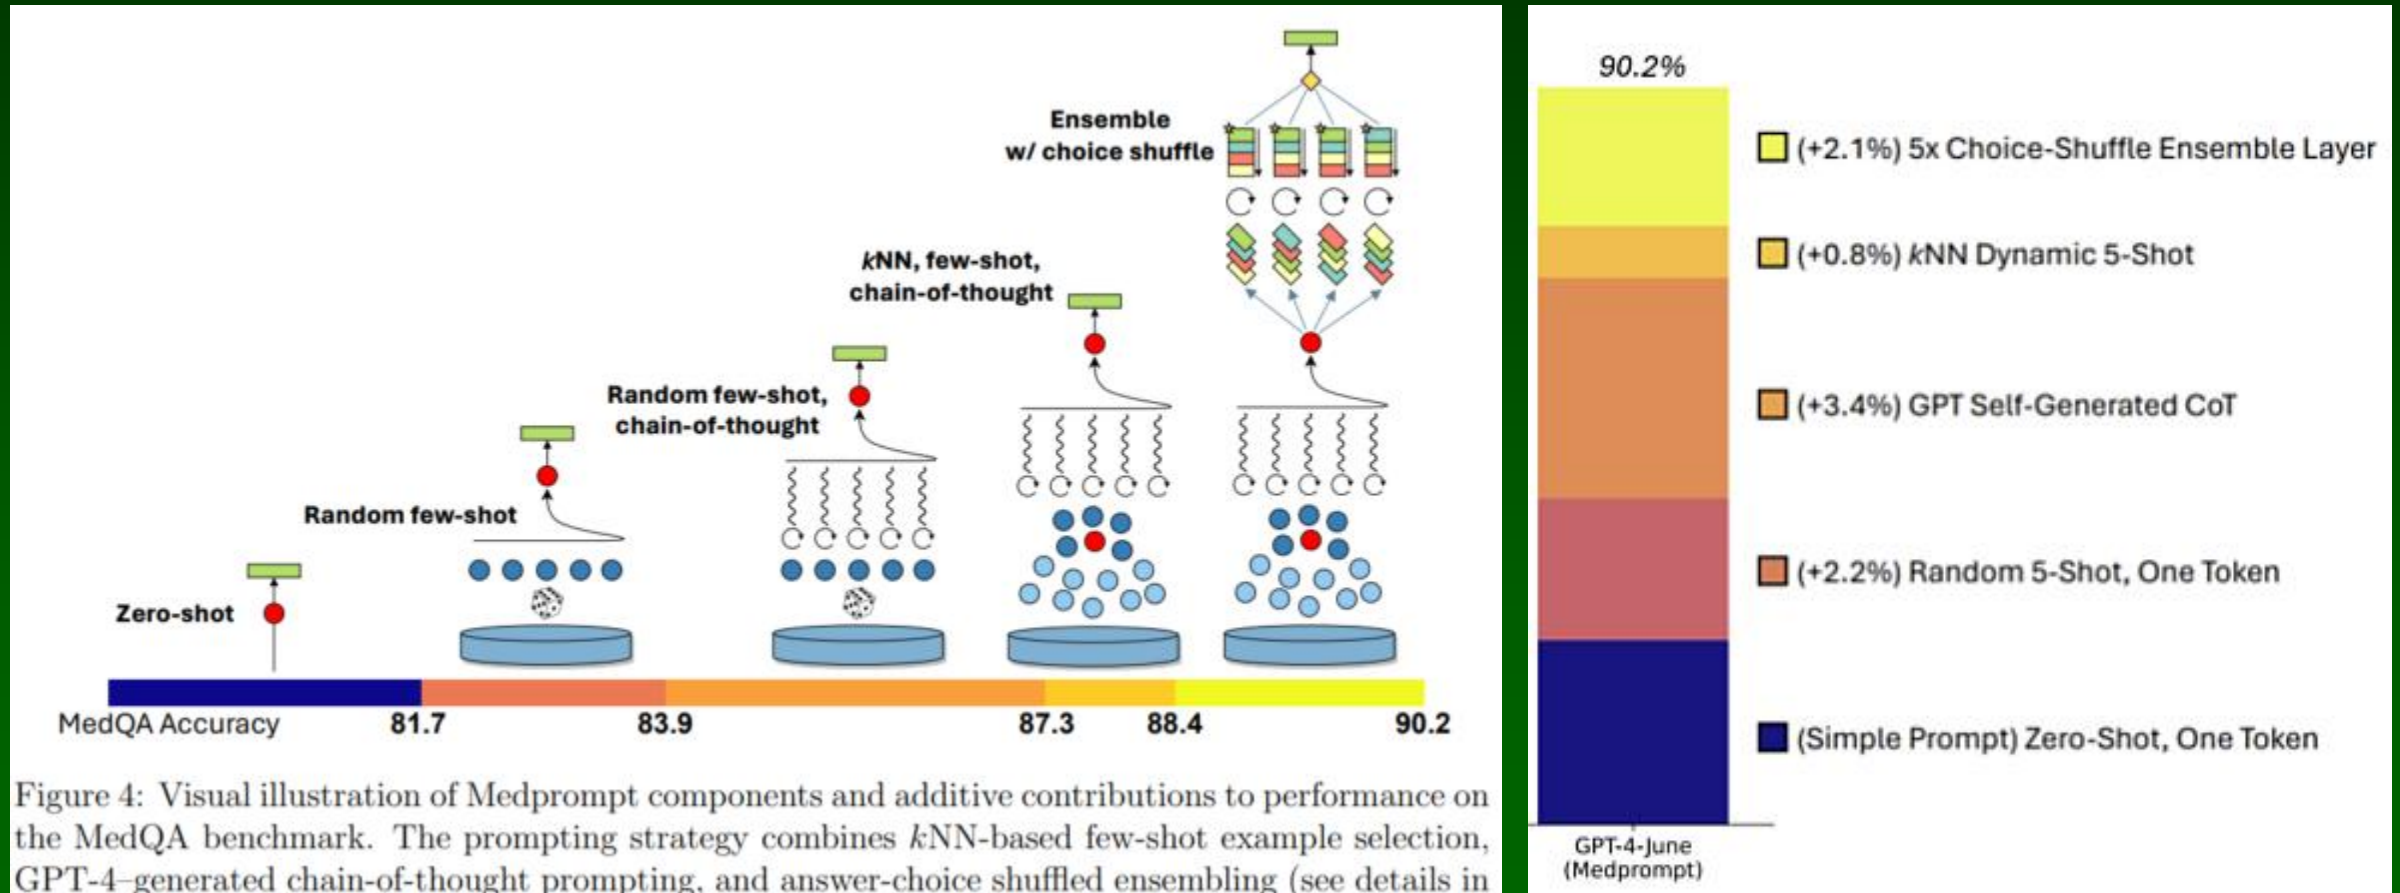 Ensemble
w/ choice shuffle
kNN, few-shot,
chain-of-thought
Random few-shot,
chain-of-thought
Random few-shot
Zero-shot
MedQA Accuracy 81.7 83.9 87.3 88.4 90.2
Figure 4: Visual illustration of Medprompt components and additive contributions to performance on
the MedQA benchmark. The prompting strategy combines kNN-based few-shot example selection,
GPT-4–generated chain-of-thought prompting, and answer-choice shuffled ensembling (see details in
90.2%
(+2.1%) 5x Choice-Shuffle Ensemble Layer
(+0.8%) kNN Dynamic 5-Shot
(+3.4%) GPT Self-Generated CoT
(+2.2%) Random 5-Shot, One Token
(Simple Prompt) Zero-Shot, One Token
GPT-4-June
(Medprompt)